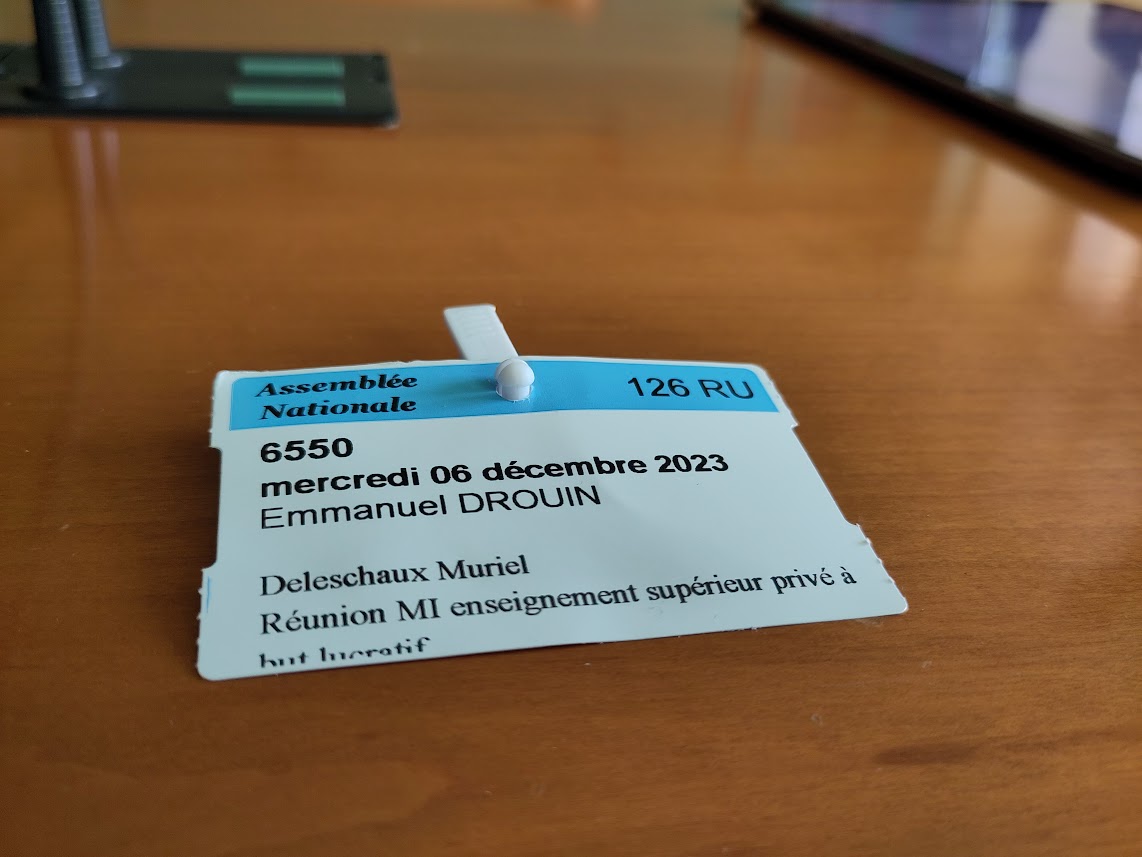 Assemblée
Nationale
126 RU
6550
mercredi 06 décembre 2023
Emmanuel DROUIN
Deleschaux Muriel
Réunion MI enseignement supérieur privé à
but lucratif